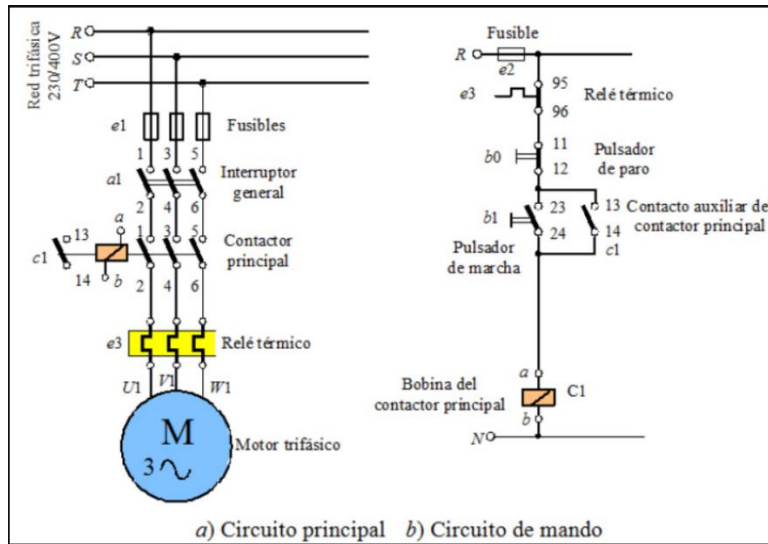 Red trifásica
230/400V
R
S
T
e1
Fusibles
1 3 5
a1
Interruptor
general
2 4 6
13
a
1 3 5
c1
Contactor
principal
14
b
2 4 6
e3
Relé térmico
U1 V1 W1
M
3
Motor trifásico
a) Circuito principal
Fusible
R
e2
95
e3
Relé térmico
96
11
b0
Pulsador
de paro
12
23
13
Contacto auxiliar de
contactor principal
b1
24
14
c1
Pulsador
de marcha
a
Bobina del
contactor principal
C1
b
N
b) Circuito de mando